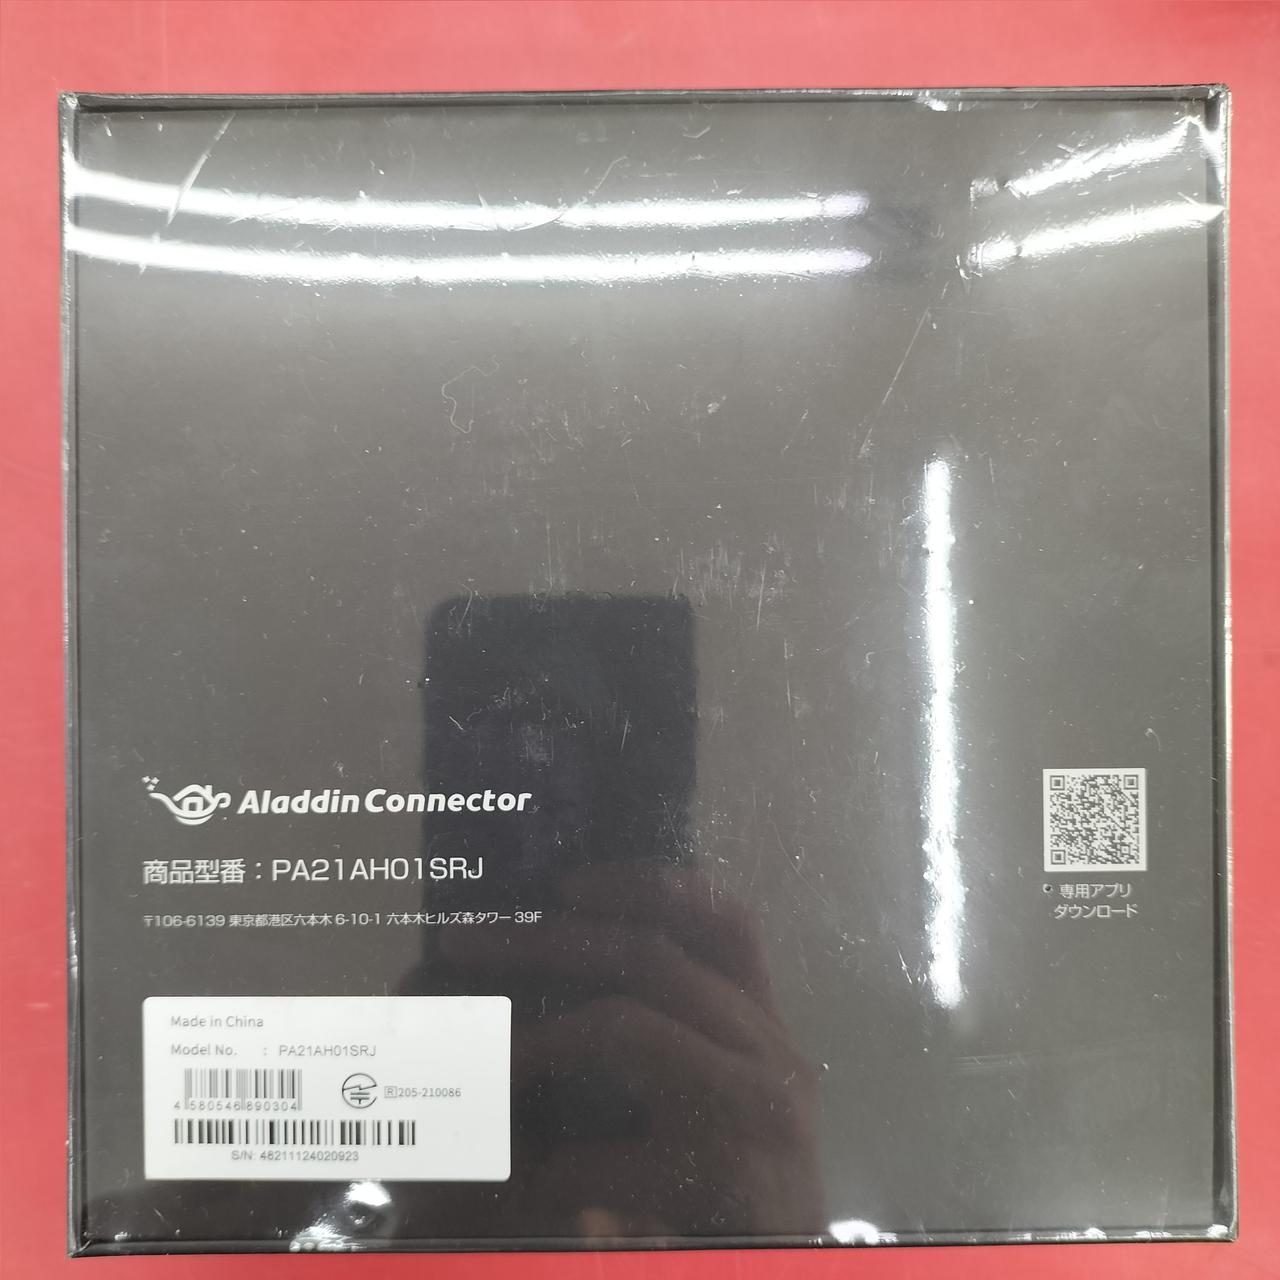 Aladdin Connector
商品型番：PA21AH01SRJ
〒106-6139 東京都港区六本木 6-10-1 六本木ヒルズ森タワー 39F
専用アプリ
ダウンロード
Made in China
Model No. : PA21AH01SRJ
4 580546 890304
R 205-210086
S/N: 48211124020923